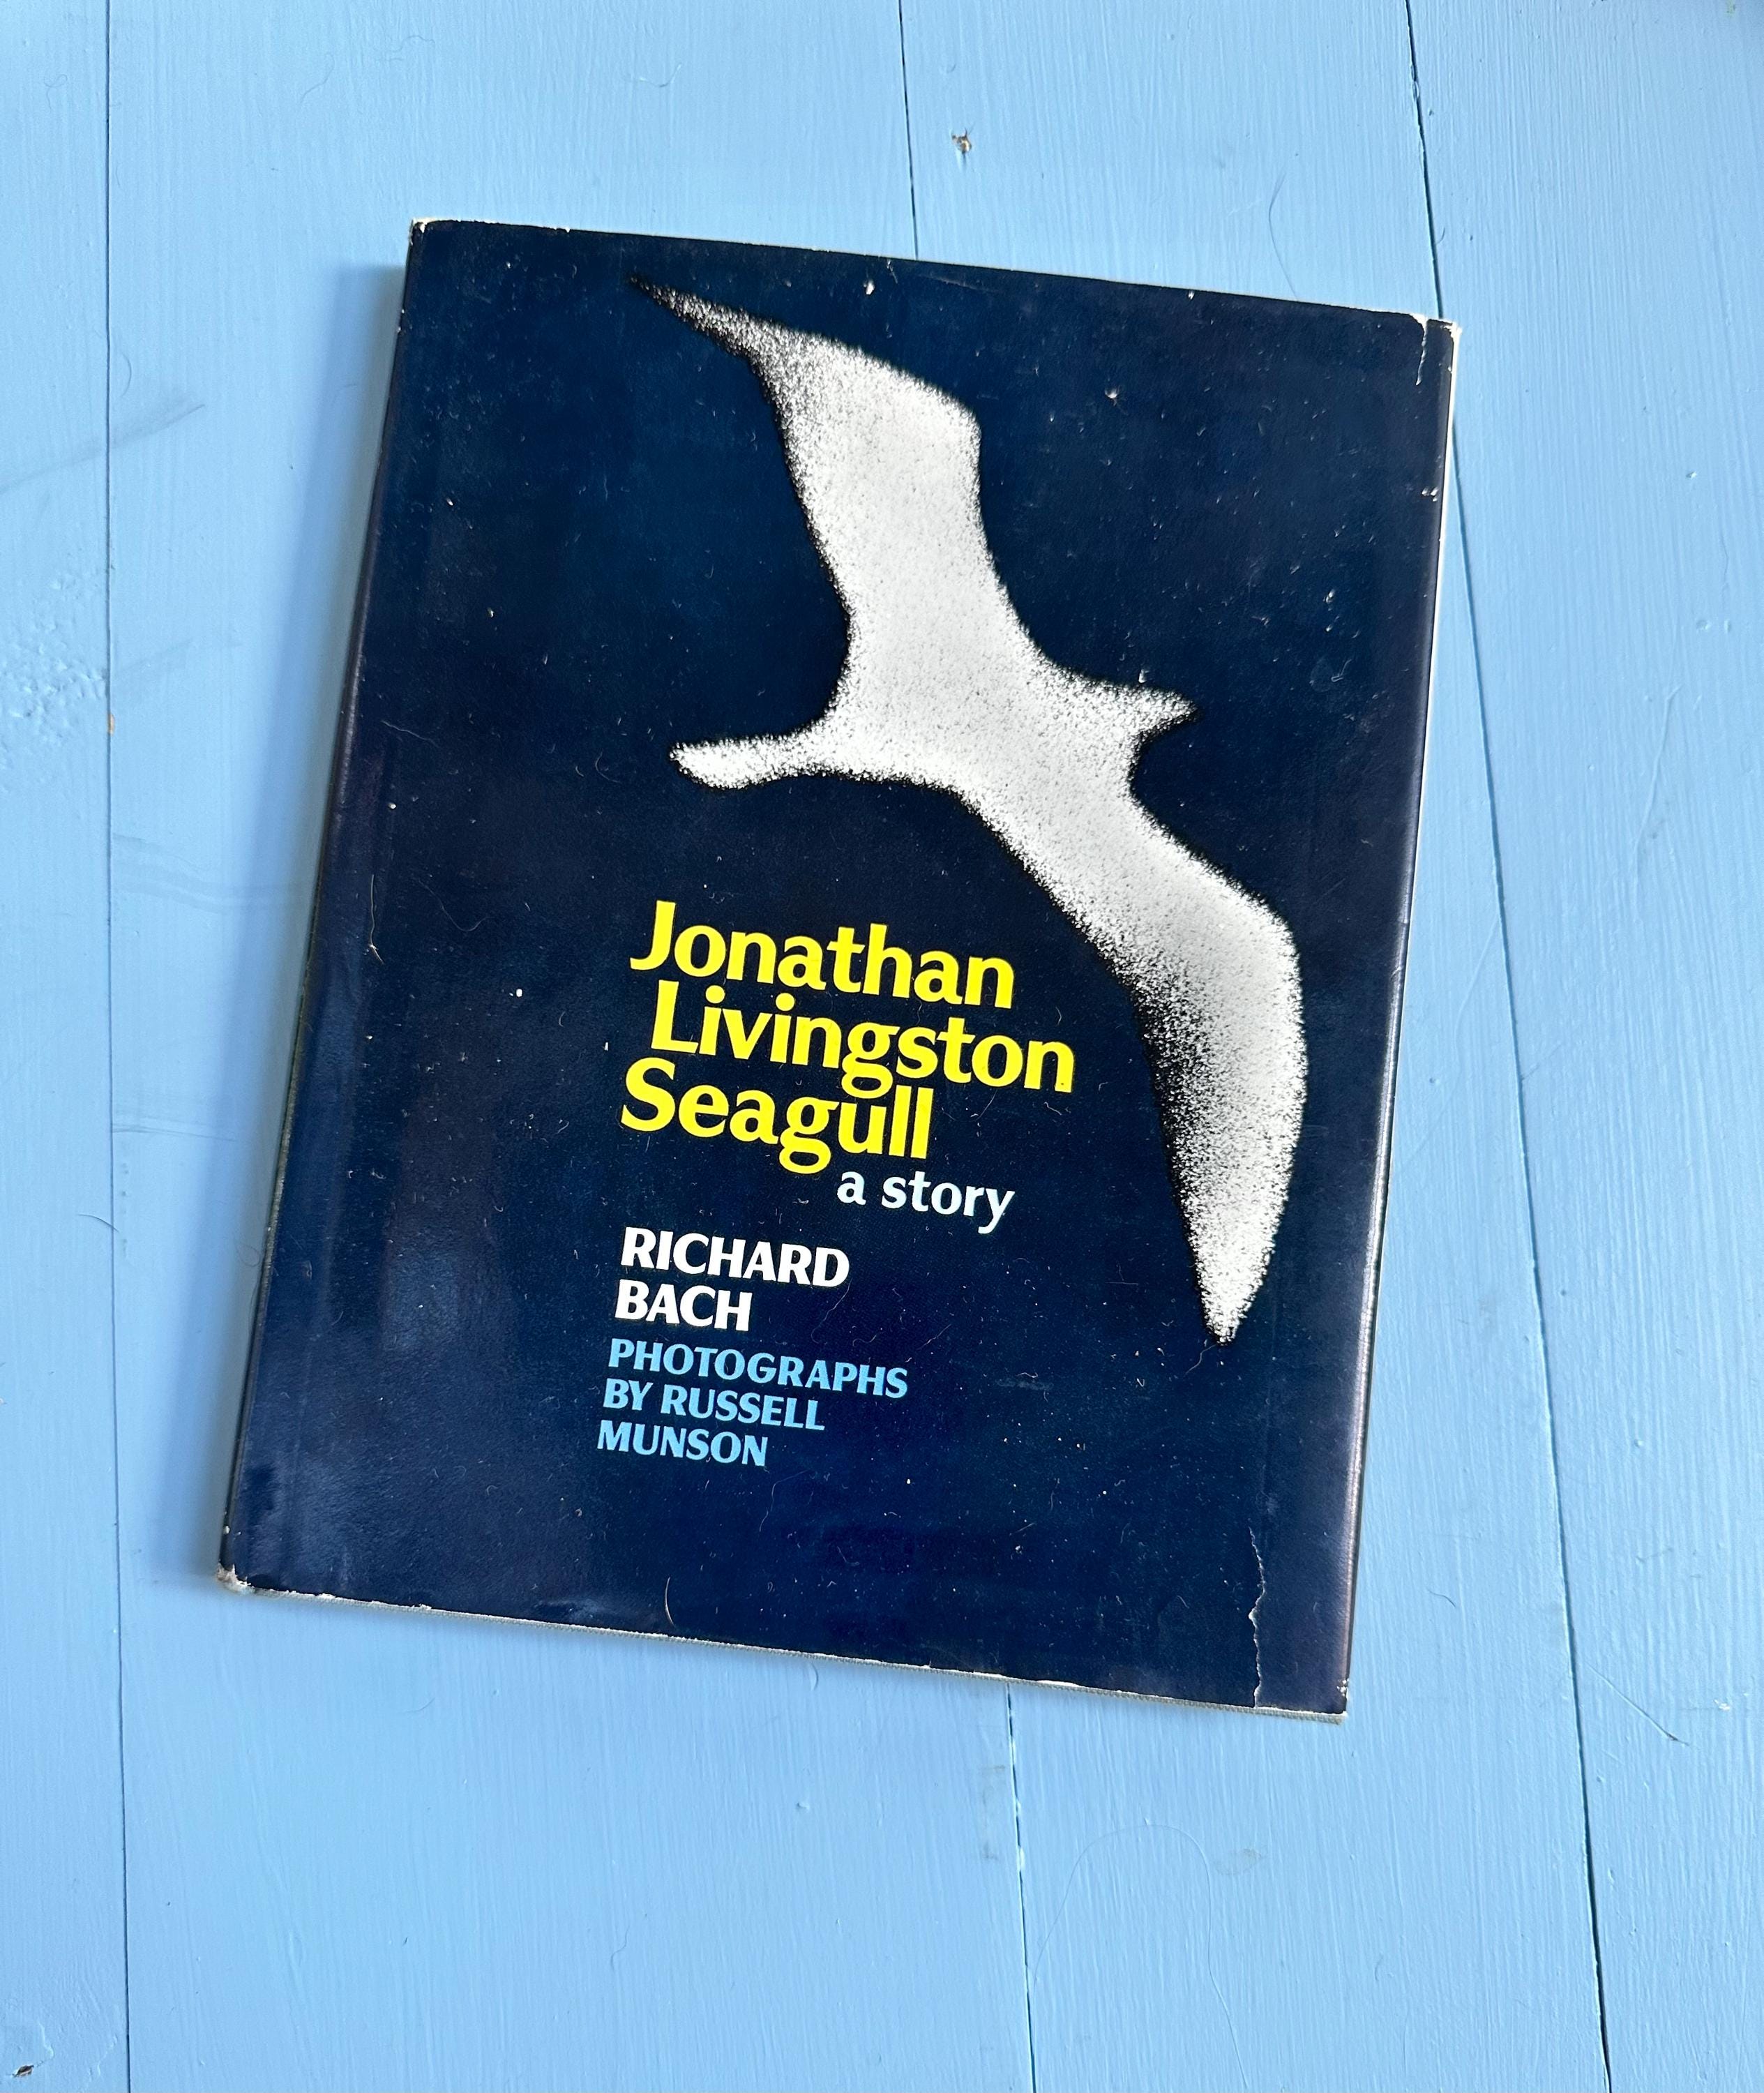 Jonathan
Livingston
Seagull
a story
RICHARD
BACH
PHOTOGRAPHS
BY RUSSELL
MUNSON